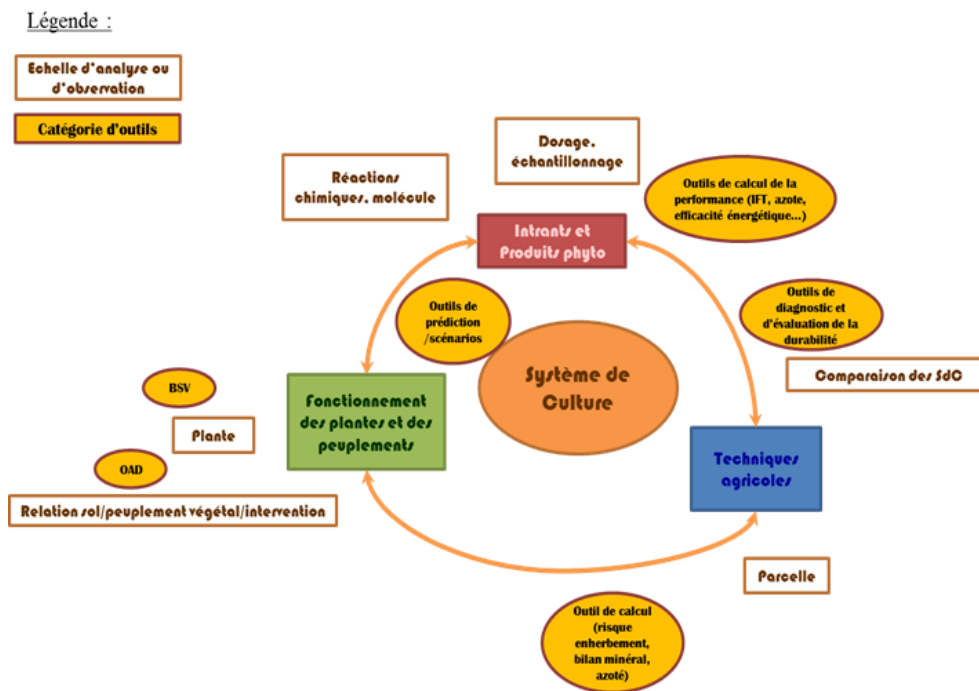 Légende :
Echelle d'analyse ou
d'observation
Catégorie d'outils
Dosage,
échantillonnage
Réactions
chimiques, molécule
Outils de calcul de la
performance (IFT, azote,
efficacité énergétique...)
Intrants et
Produits phyto
Outils de
prédiction
/scénarios
Outils de
diagnostic et
d'évaluation de la
durabilité
Système de
Culture
Comparaison des SdC
BSV
Fonctionnement
des plantes et des
peuplements
Plante
Techniques
agricoles
OAD
Relation sol/peuplement végétal/intervention
Parcelle
Outil de calcul
(risque
enherbement,
bilan minéral,
azoté)